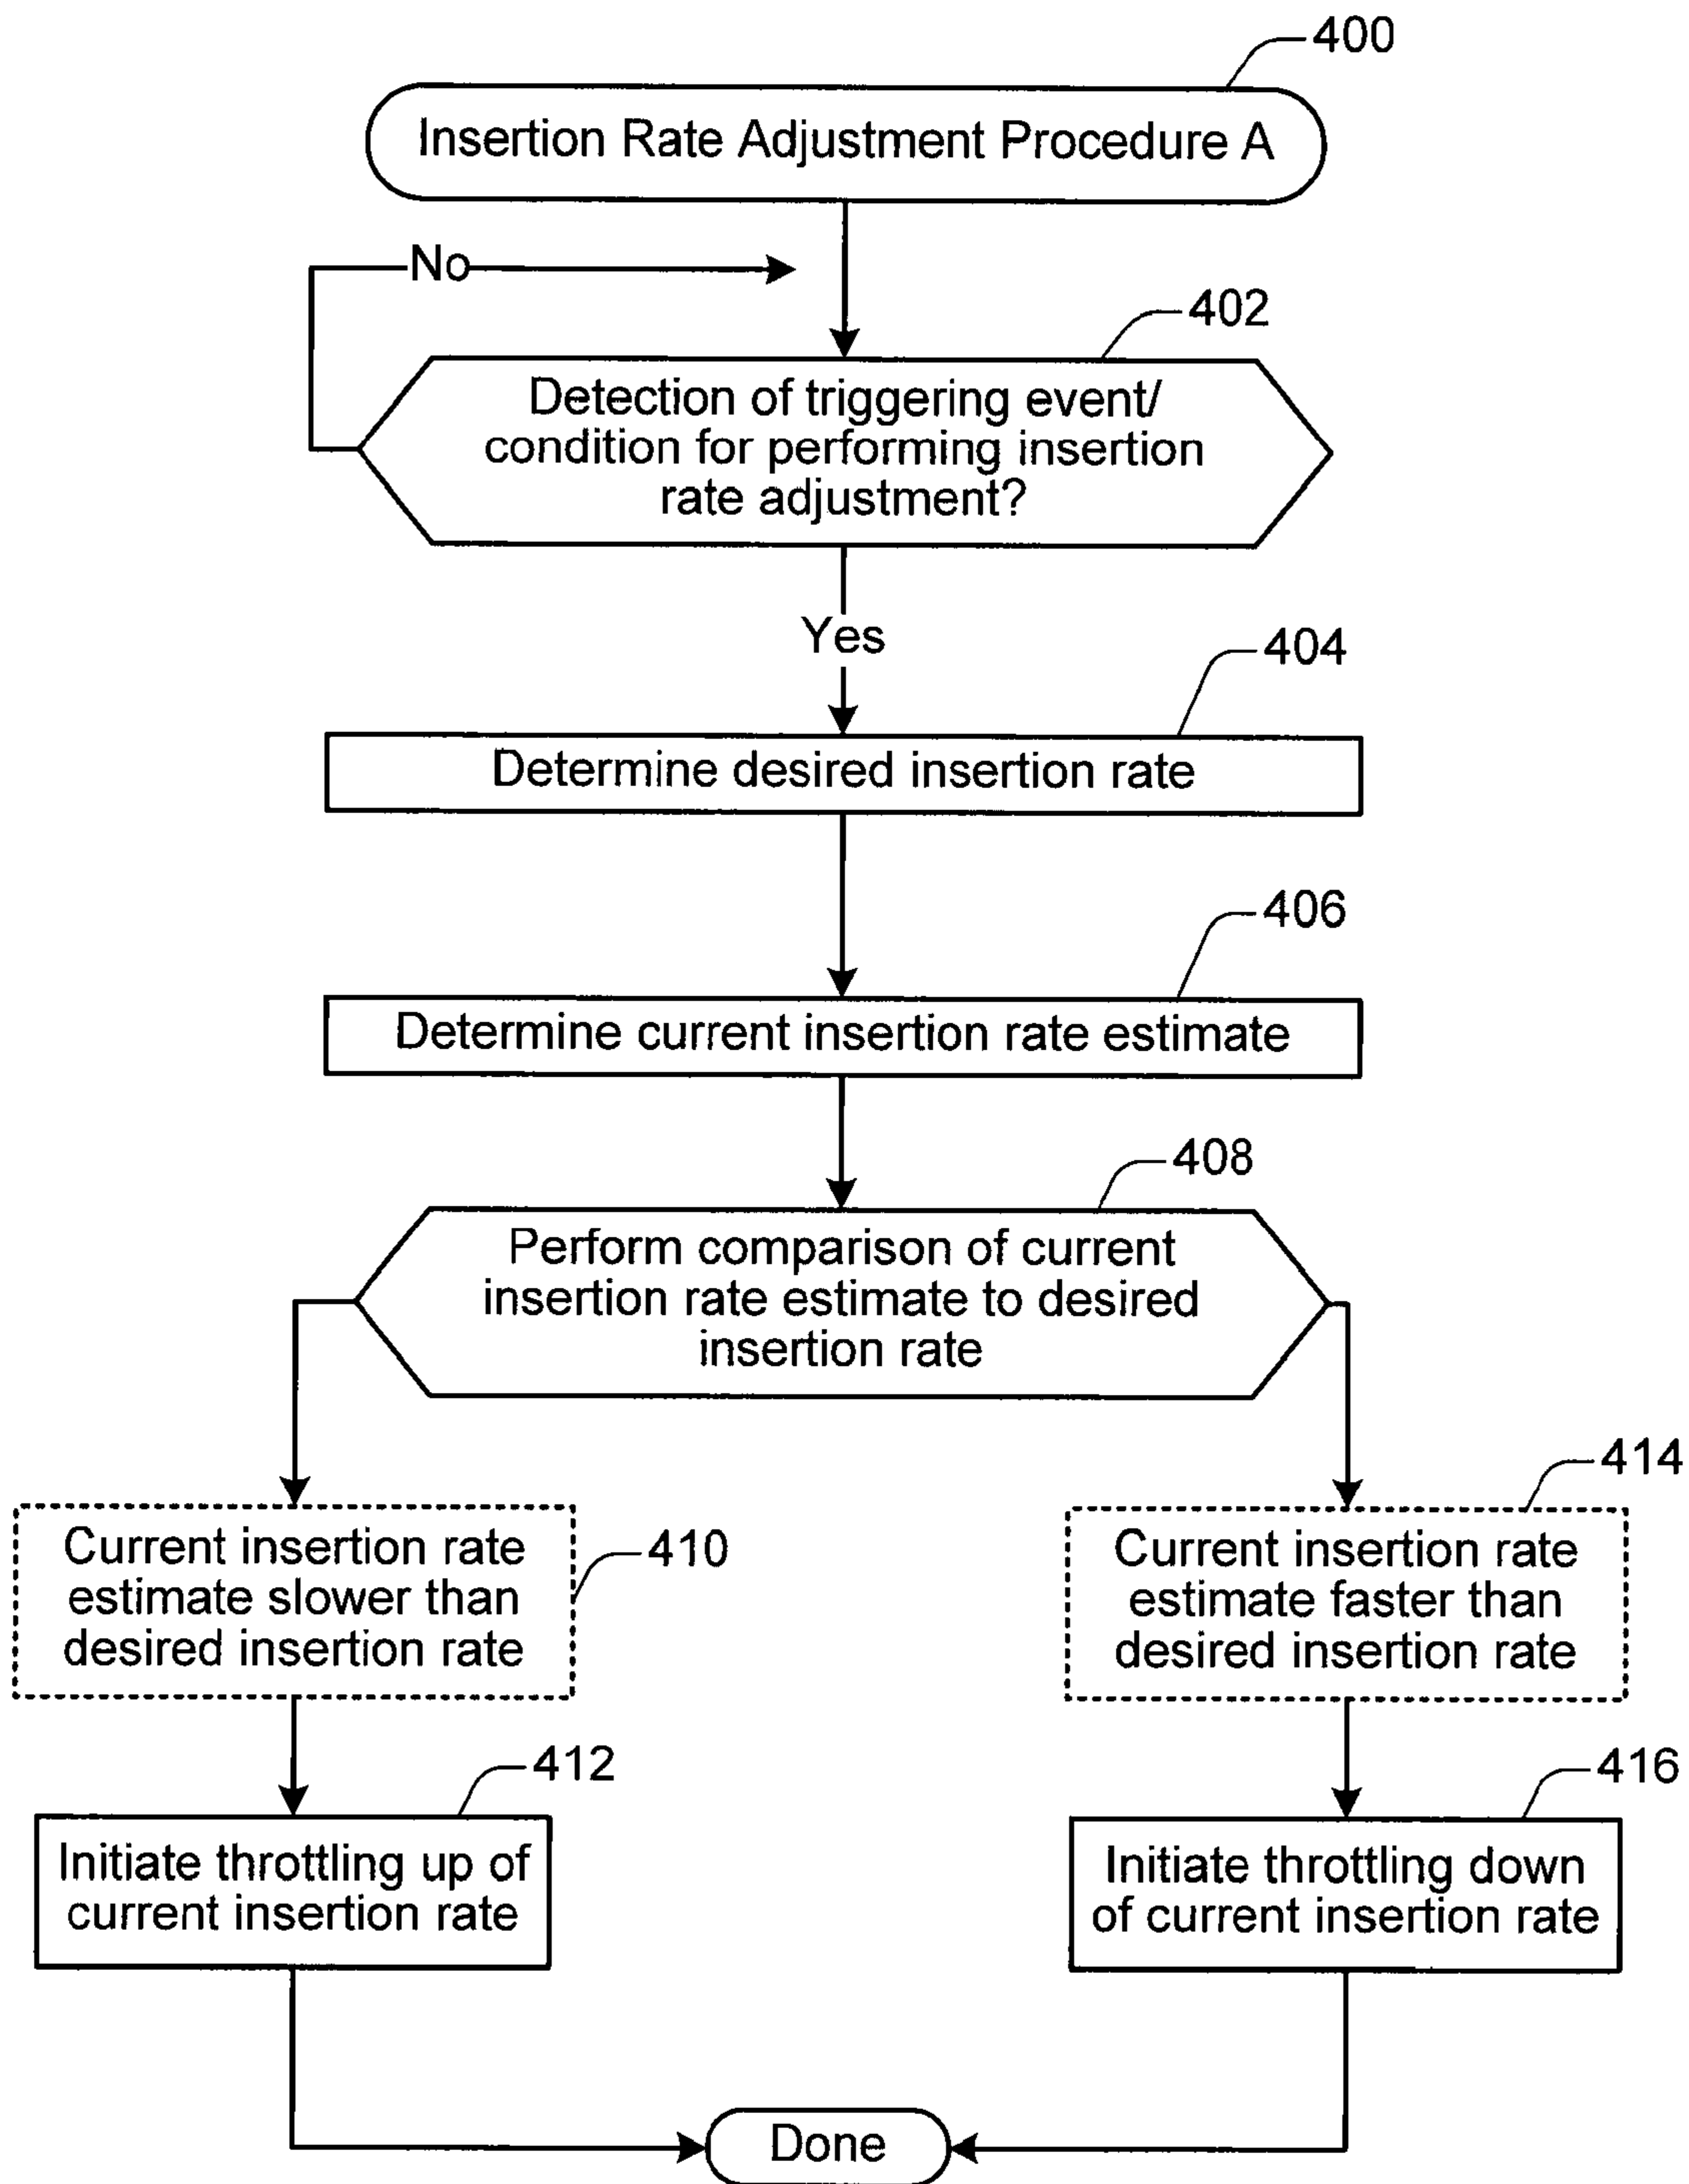 400
Insertion Rate Adjustment Procedure A
No
402
Detection of triggering event/
condition for performing insertion
rate adjustment?
Yes
404
Determine desired insertion rate
406
Determine current insertion rate estimate
408
Perform comparison of current
insertion rate estimate to desired
insertion rate
410
Current insertion rate
estimate slower than
desired insertion rate
414
Current insertion rate
estimate faster than
desired insertion rate
412
Initiate throttling up of
current insertion rate
416
Initiate throttling down
of current insertion rate
Done